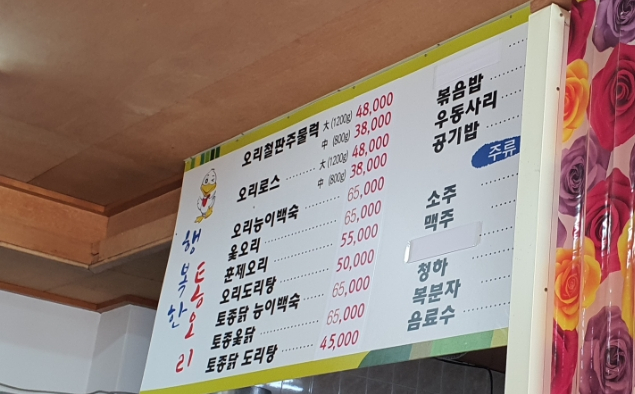 행복한
통오리
오리철판주물럭 大 (1200g) 48,000
中 (800g) 38,000
오리로스 大 (1200g) 48,000
中 (800g) 38,000
오리능이백숙 65,000
옻오리 65,000
훈제오리 55,000
오리도리탕 50,000
토종닭 능이백숙 65,000
토종옻닭 65,000
토종닭 도리탕 45,000
볶음밥
우동사리
공기밥
주류
소주
맥주
청하
복분자
음료수